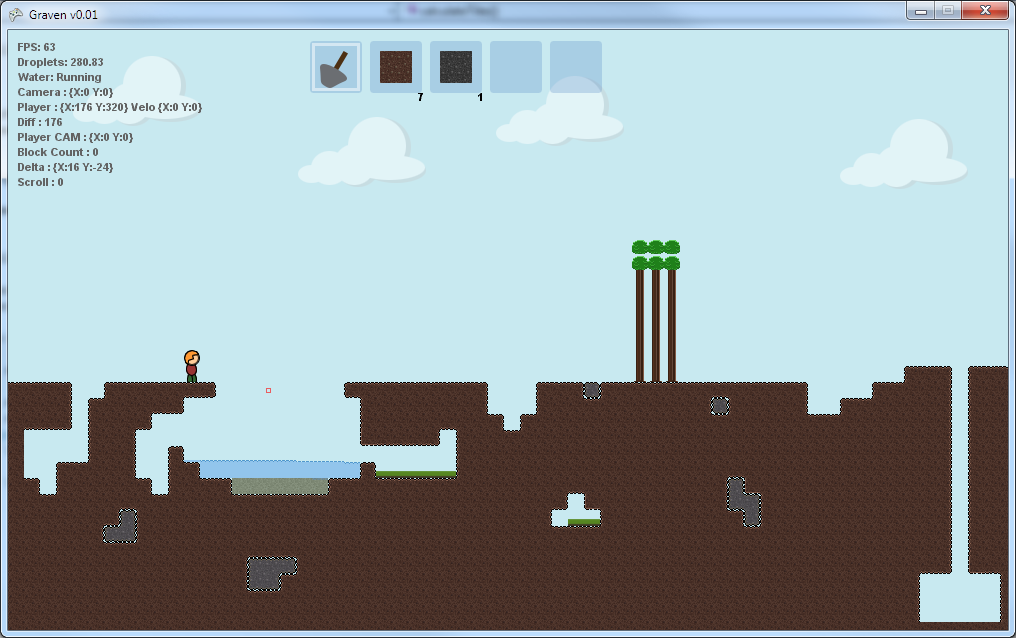 Graven v0.01
FPS: 63
Droplets: 280.83
Water: Running
Camera : {X:0 Y:0}
Player : {X:176 Y:320} Velo {X:0 Y:0}
Diff : 176
Player CAM : {X:0 Y:0}
Block Count : 0
Delta : {X:16 Y:-24}
Scroll : 0
7
1